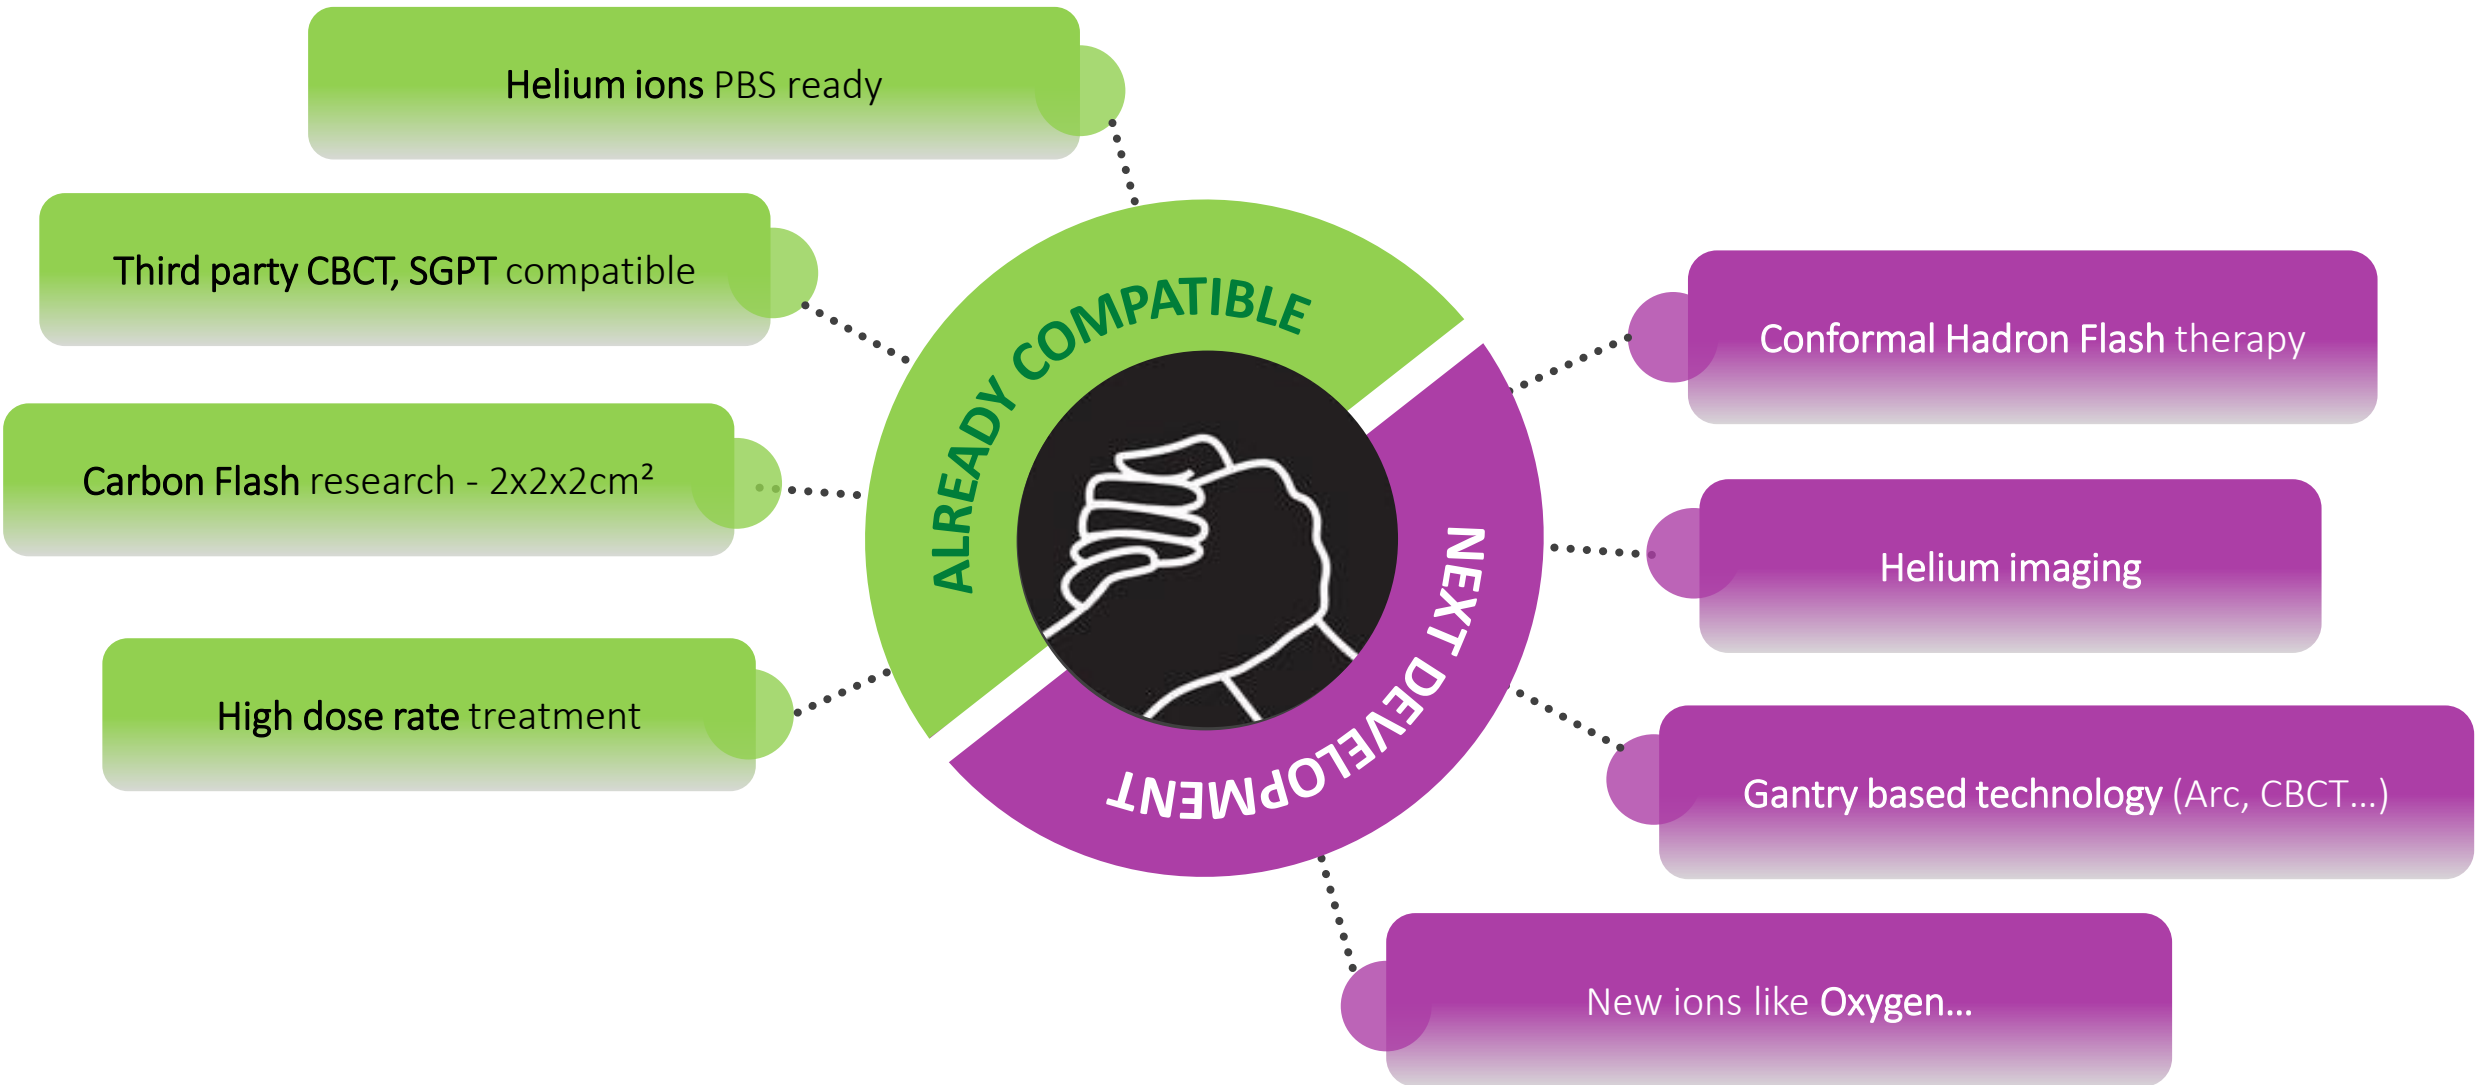 Helium ions PBS ready
Third party CBCT, SGPT compatible
Carbon Flash research - 2x2x2cm²
High dose rate treatment
ALREADY COMPATIBLE
NEXT DEVELOPMENT
Conformal Hadron Flash therapy
Helium imaging
Gantry based technology (Arc, CBCT...)
New ions like Oxygen...